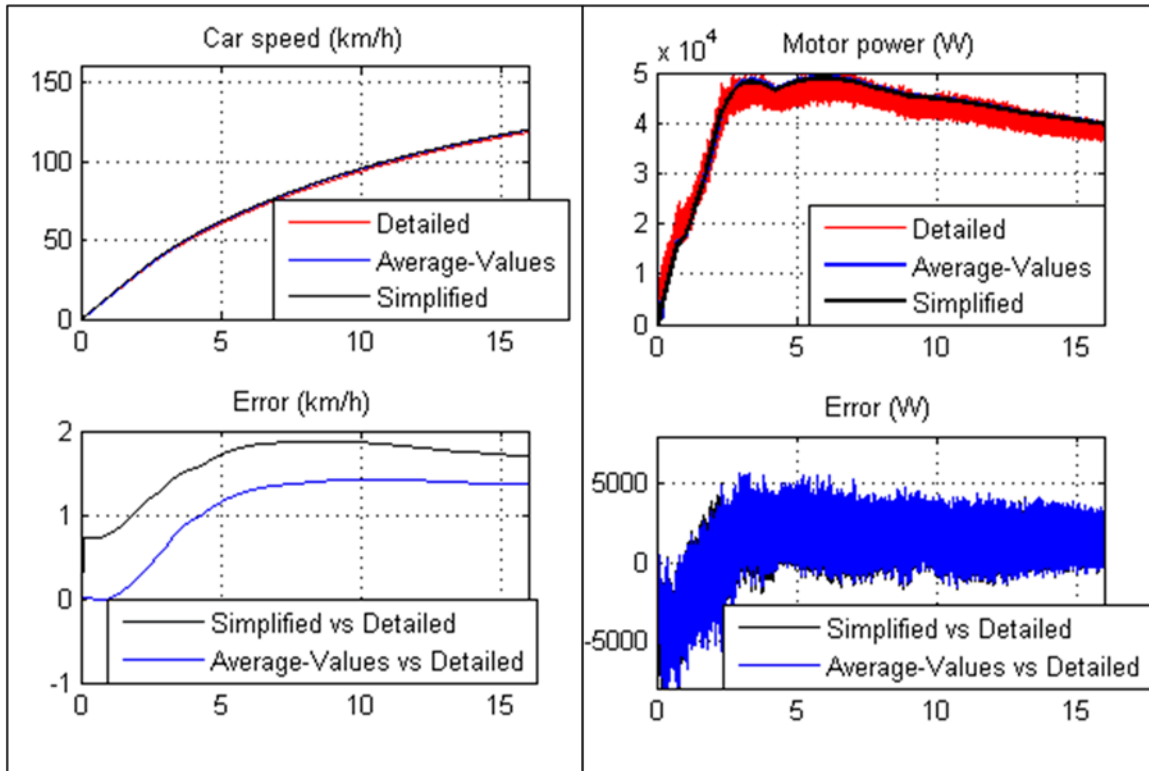 Car speed (km/h)
150
100
50
0
0 5 10 15
Detailed
Average-Values
Simplified
Motor power (W)
x 10^4
5
4
3
2
1
0
0 5 10 15
Detailed
Average-Values
Simplified
Error (km/h)
2
1
0
-1
0 5 10 15
Simplified vs Detailed
Average-Values vs Detailed
Error (W)
5000
0
-5000
0 5 10 15
Simplified vs Detailed
Average-Values vs Detailed